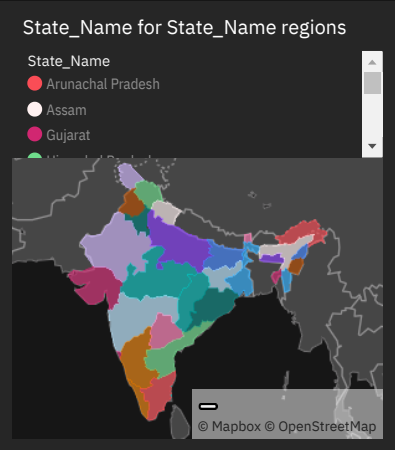 State_Name for State_Name regions
State_Name
Arunachal Pradesh
Assam
Gujarat
© Mapbox © OpenStreetMap